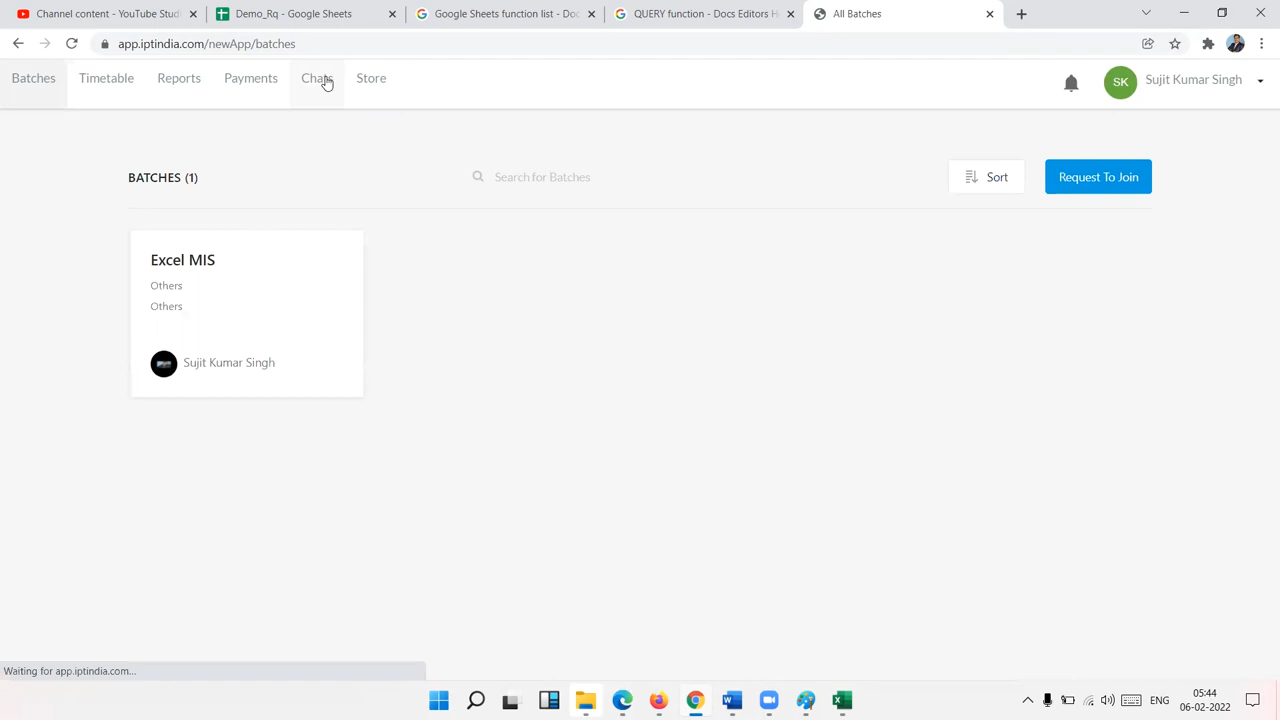 Channel content - YouTube Studi
Demo_Rq - Google Sheets
Google Sheets function list - Doc
QUERY function - Docs Editors H
All Batches
app.iptindia.com/newApp/batches
Batches
Timetable
Reports
Payments
Chats
Store
SK
Sujit Kumar Singh
BATCHES (1)
Search for Batches
Sort
Request To Join
Excel MIS
Others
Others
Sujit Kumar Singh
Waiting for app.iptindia.com...
ENG
05:44
06-02-2022